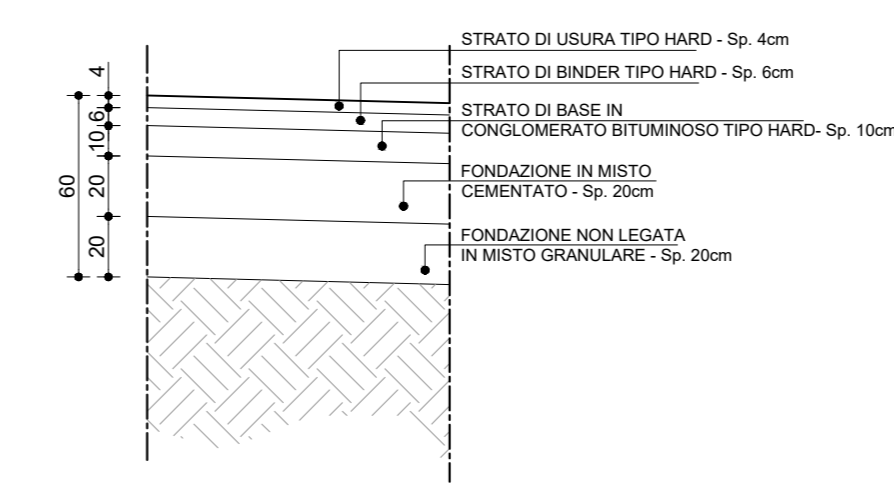 STRATO DI USURA TIPO HARD - Sp. 4cm
STRATO DI BINDER TIPO HARD - Sp. 6cm
STRATO DI BASE IN
CONGLOMERATO BITUMINOSO TIPO HARD- Sp. 10cm
FONDAZIONE IN MISTO
CEMENTATO - Sp. 20cm
FONDAZIONE NON LEGATA
IN MISTO GRANULARE - Sp. 20cm
4
6
10
20
20
60